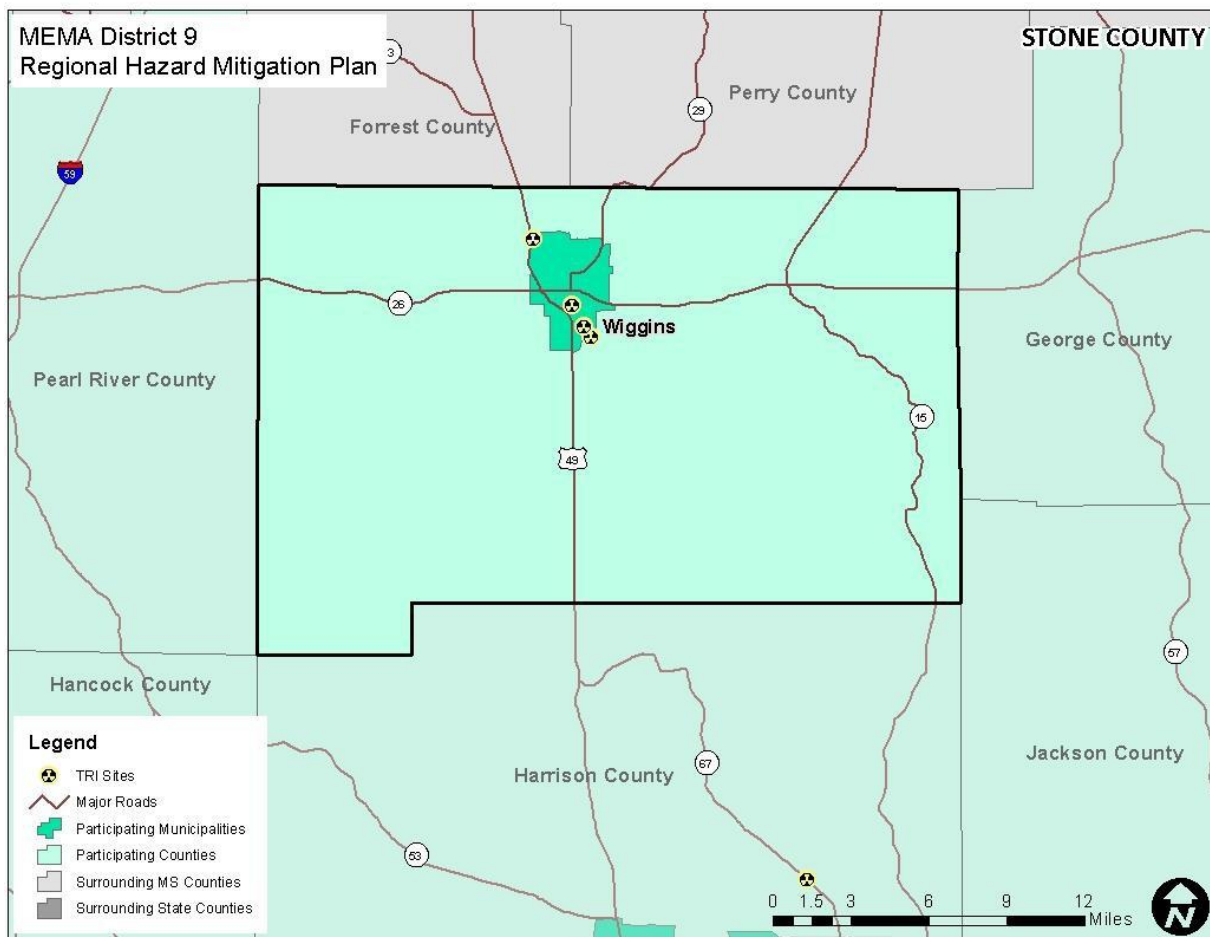 MEMA District 9
Regional Hazard Mitigation Plan
STONE COUNTY
3
29
Perry County
Forrest County
59
26
Wiggins
George County
Pearl River County
15
49
57
Hancock County
Jackson County
Harrison County
67
53
Legend
TRI Sites
Major Roads
Participating Municipalities
Participating Counties
Surrounding MS Counties
Surrounding State Counties
0 1.5 3 6 9 12
Miles
N